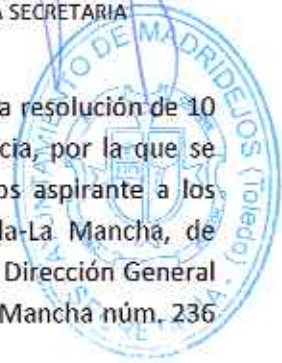 A SECRETARIA
a resolución de 10
cia, por la que se
os aspirante a los
la-La Mancha, de
Dirección General
Mancha núm. 236
AYUNTAMIENTO DE MADRIDEJOS (Toledo)